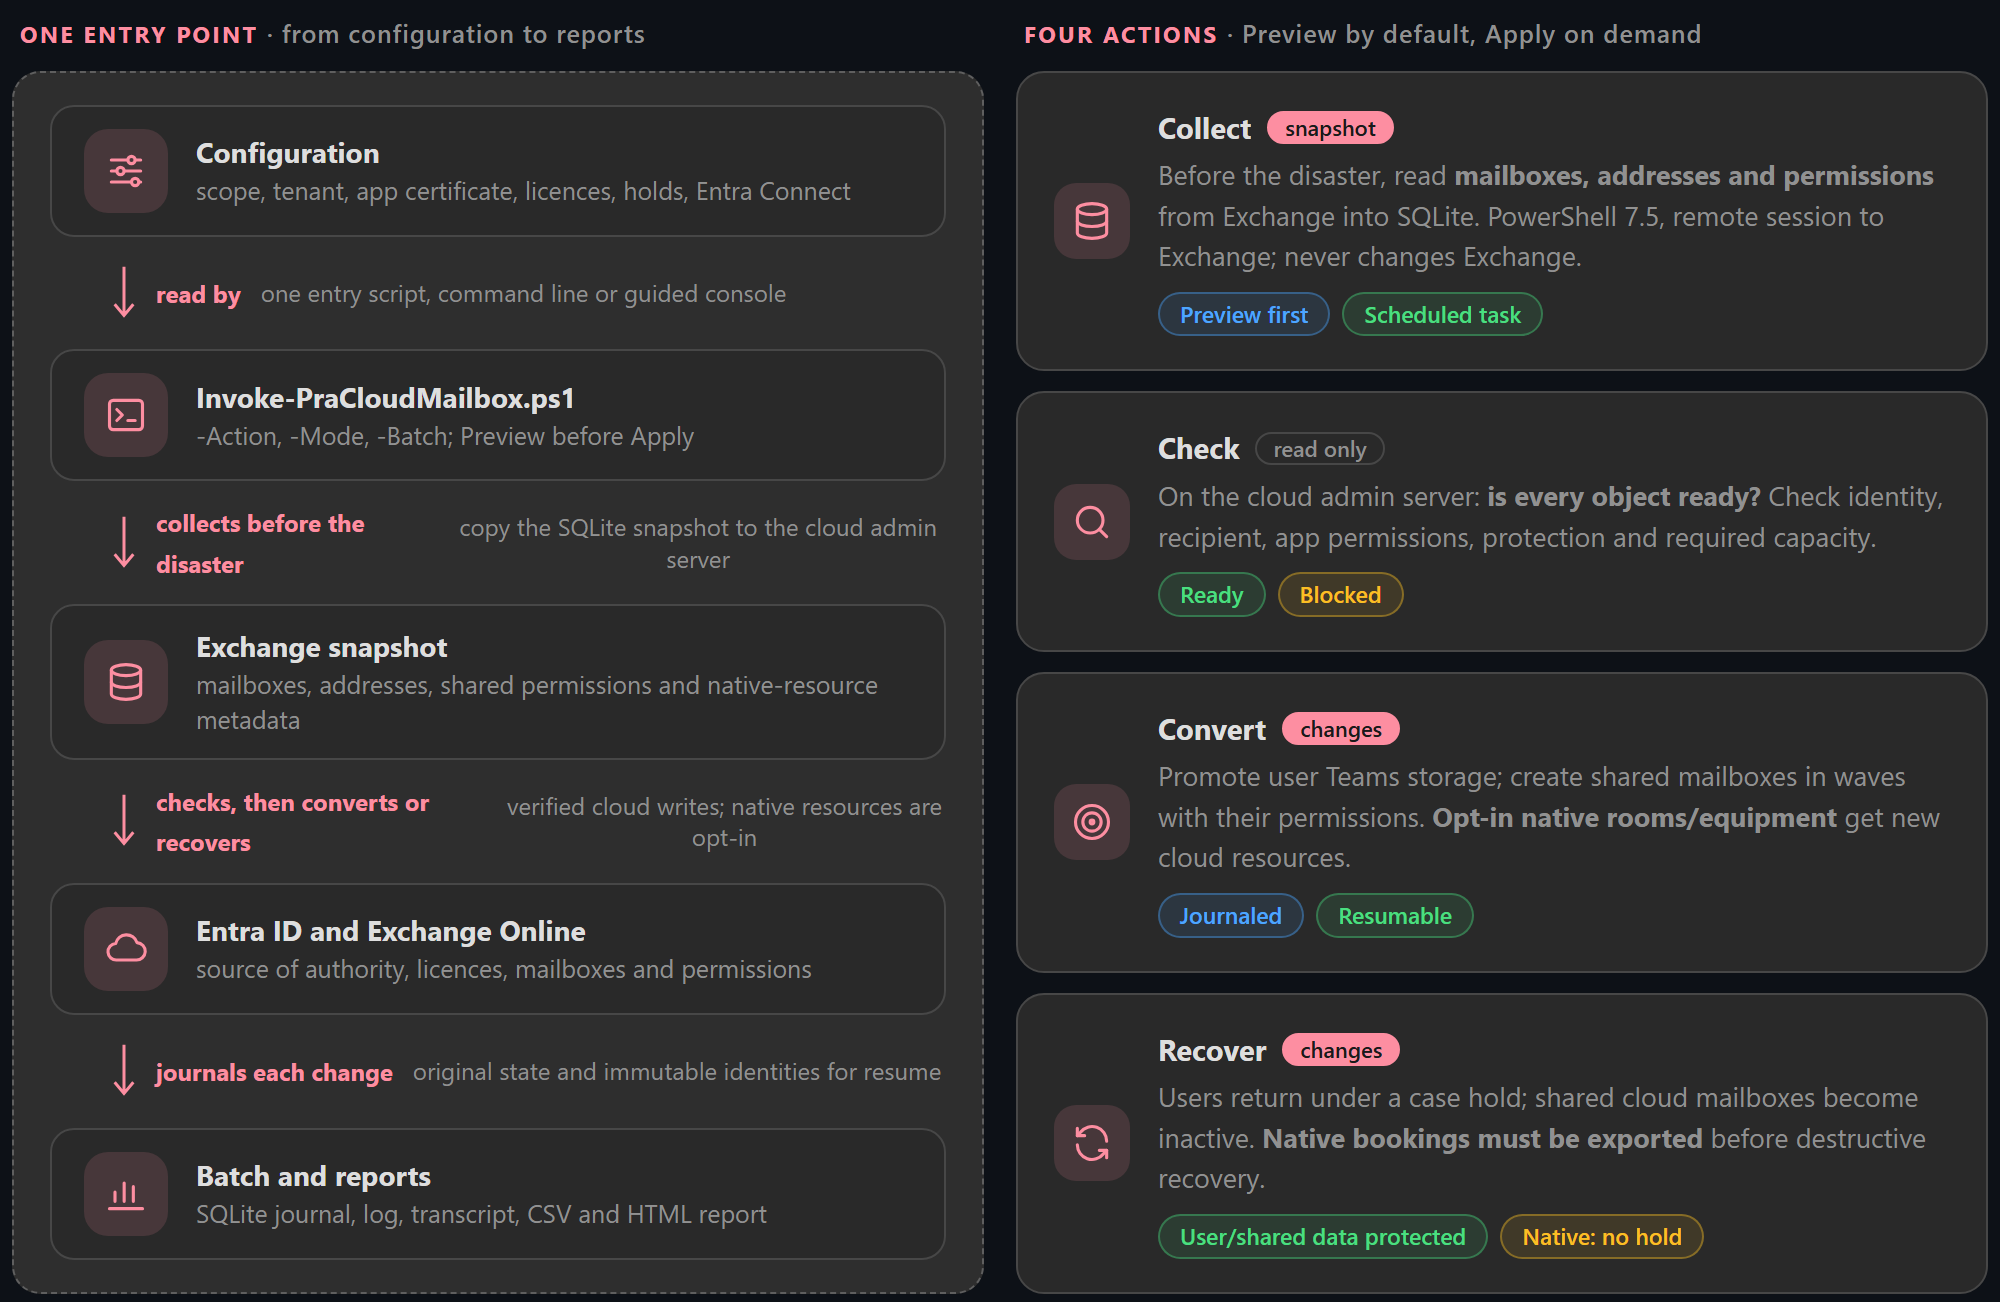 ONE ENTRY POINT · from configuration to reports
Configuration
scope, tenant, app certificate, licences, holds, Entra Connect
read by one entry script, command line or guided console
Invoke-PraCloudMailbox.ps1
-Action, -Mode, -Batch; Preview before Apply
collects before the
disaster
copy the SQLite snapshot to the cloud admin
server
Exchange snapshot
mailboxes, addresses, shared permissions and native-resource
metadata
checks, then converts or
recovers
verified cloud writes; native resources are
opt-in
Entra ID and Exchange Online
source of authority, licences, mailboxes and permissions
journals each change original state and immutable identities for resume
Batch and reports
SQLite journal, log, transcript, CSV and HTML report
FOUR ACTIONS · Preview by default, Apply on demand
Collect snapshot
Before the disaster, read mailboxes, addresses and permissions
from Exchange into SQLite. PowerShell 7.5, remote session to
Exchange; never changes Exchange.
Preview first Scheduled task
Check read only
On the cloud admin server: is every object ready? Check identity,
recipient, app permissions, protection and required capacity.
Ready Blocked
Convert changes
Promote user Teams storage; create shared mailboxes in waves
with their permissions. Opt-in native rooms/equipment get new
cloud resources.
Journaled Resumable
Recover changes
Users return under a case hold; shared cloud mailboxes become
inactive. Native bookings must be exported before destructive
recovery.
User/shared data protected Native: no hold